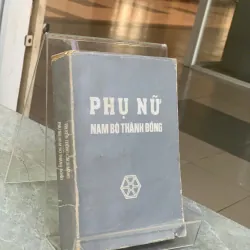 PHỤ NỮ
NAM BỘ THÀNH ĐỒNG